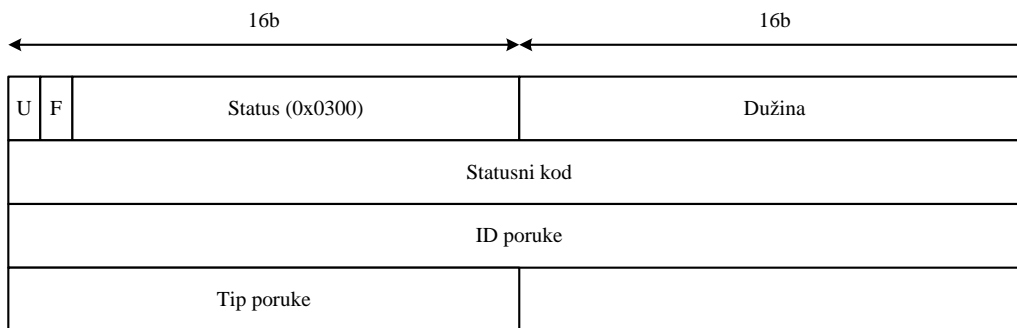 16b 16b
U F Status (0x0300) Dužina
Statusni kod
ID poruke
Tip poruke